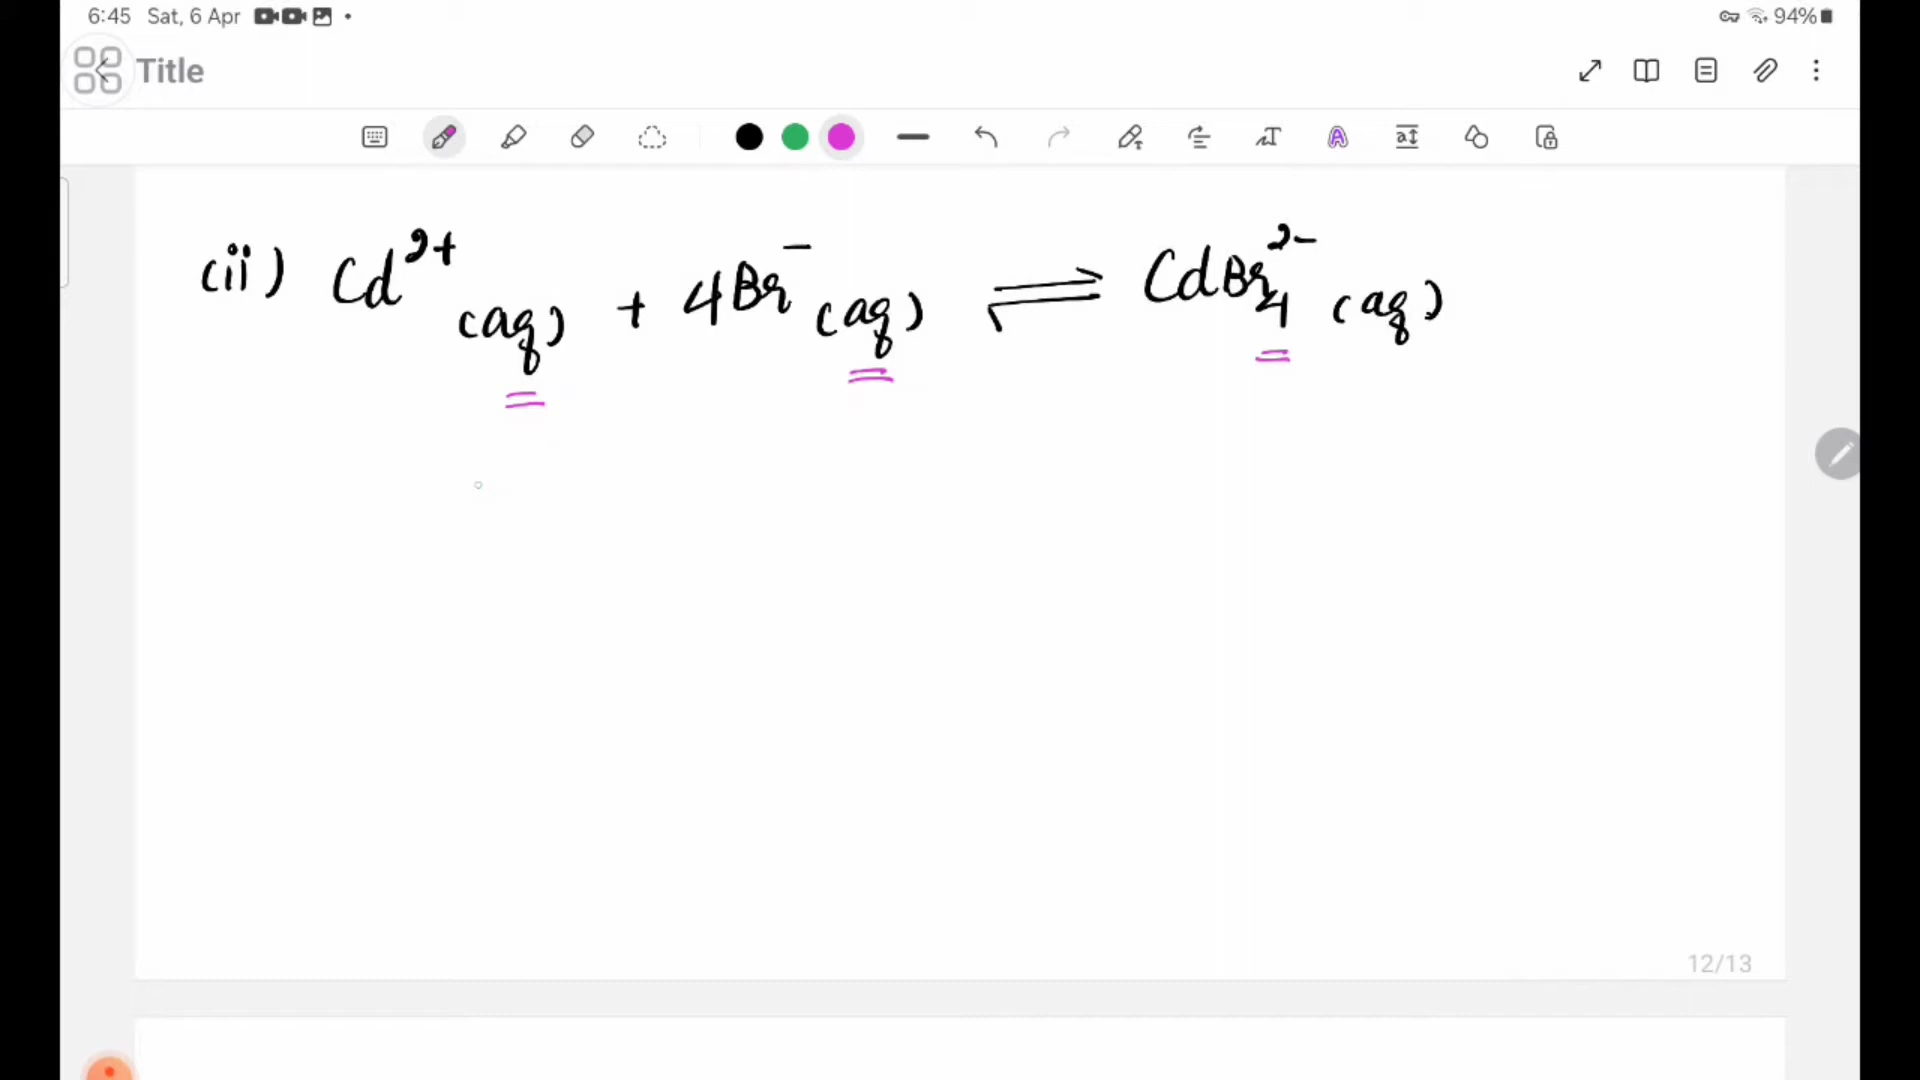 6:45 Sat, 6 Apr
94%
Title
(ii) Cd²⁺(aq) + 4Br⁻(aq) ⇌ CdBr₄²⁻(aq)
12/13